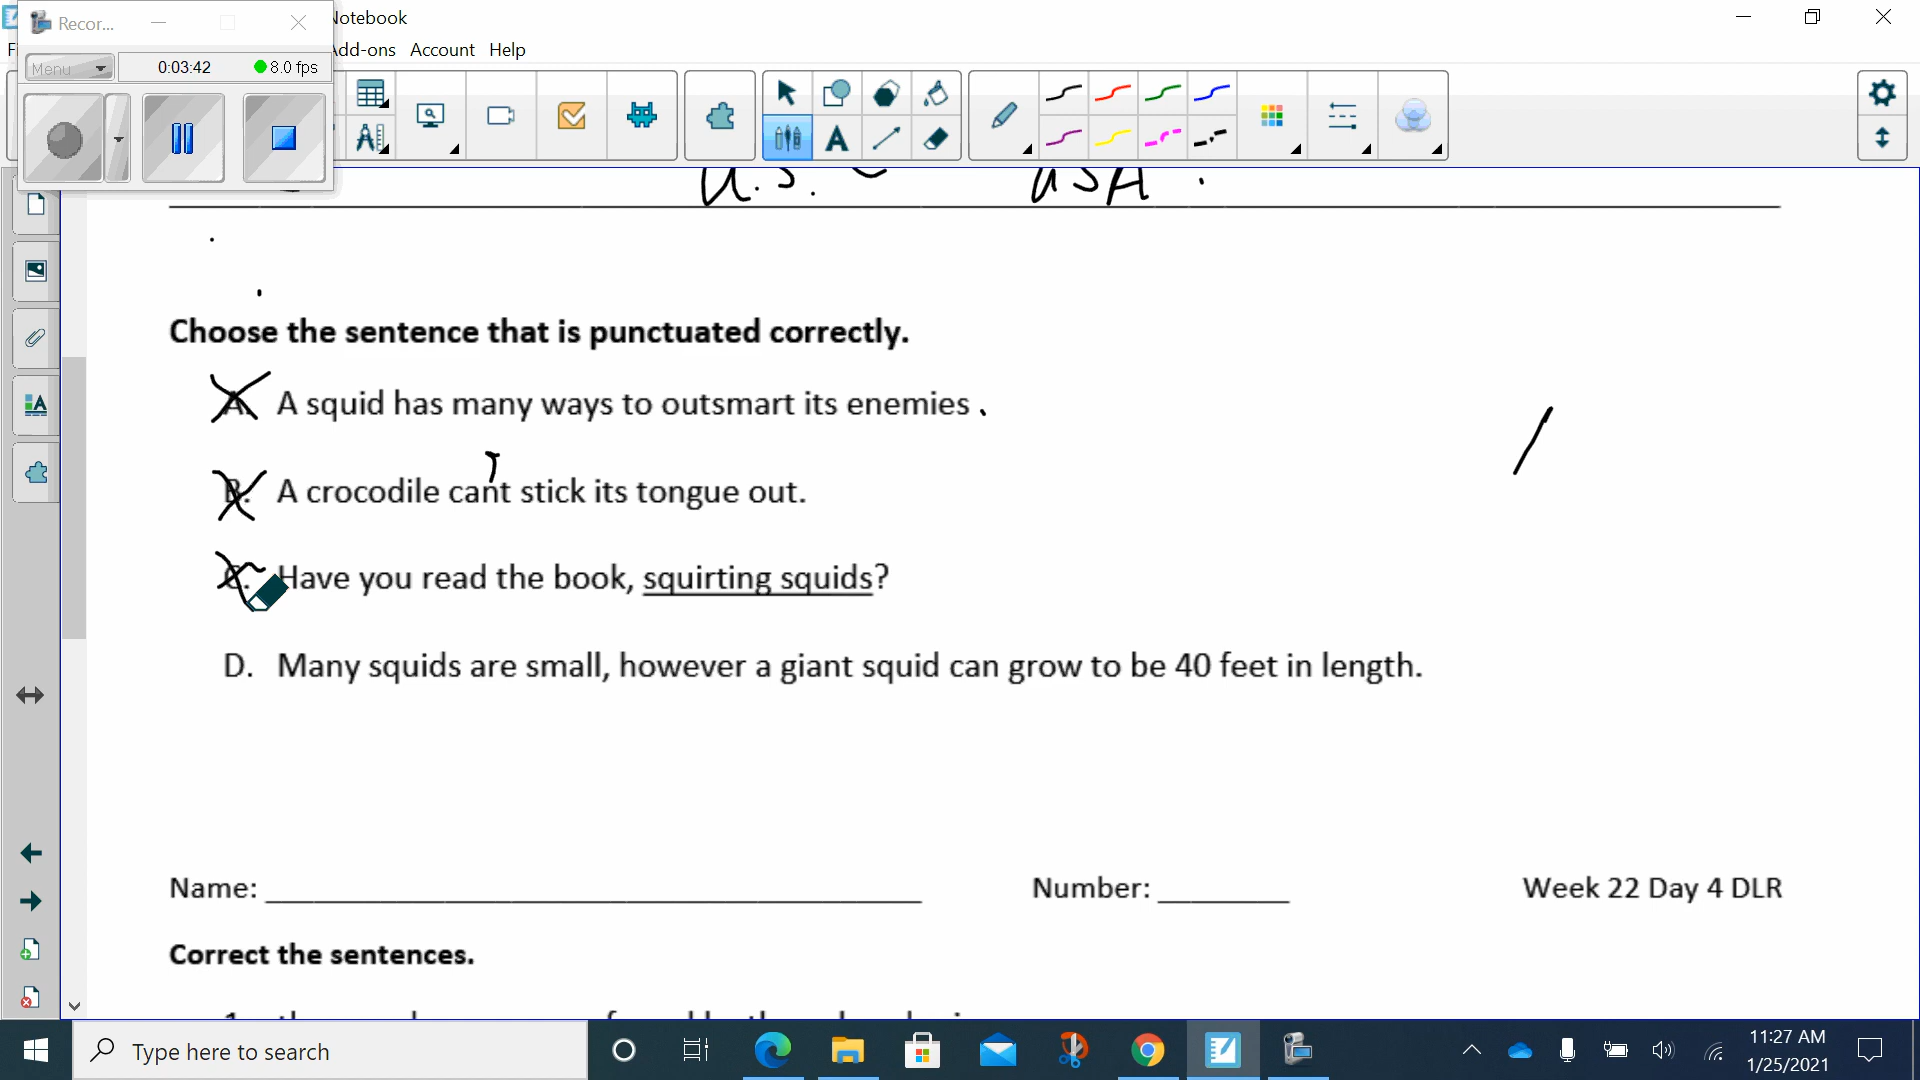 Recor...
Notebook
Add-ons Account Help
Menu
0:03:42
8.0 fps
u.s. USA
Choose the sentence that is punctuated correctly.
A. A squid has many ways to outsmart its enemies .
B. A crocodile cant stick its tongue out.
C. Have you read the book, squirting squids?
D. Many squids are small, however a giant squid can grow to be 40 feet in length.
Name: Number: Week 22 Day 4 DLR
Correct the sentences.
Type here to search
11:27 AM
1/25/2021